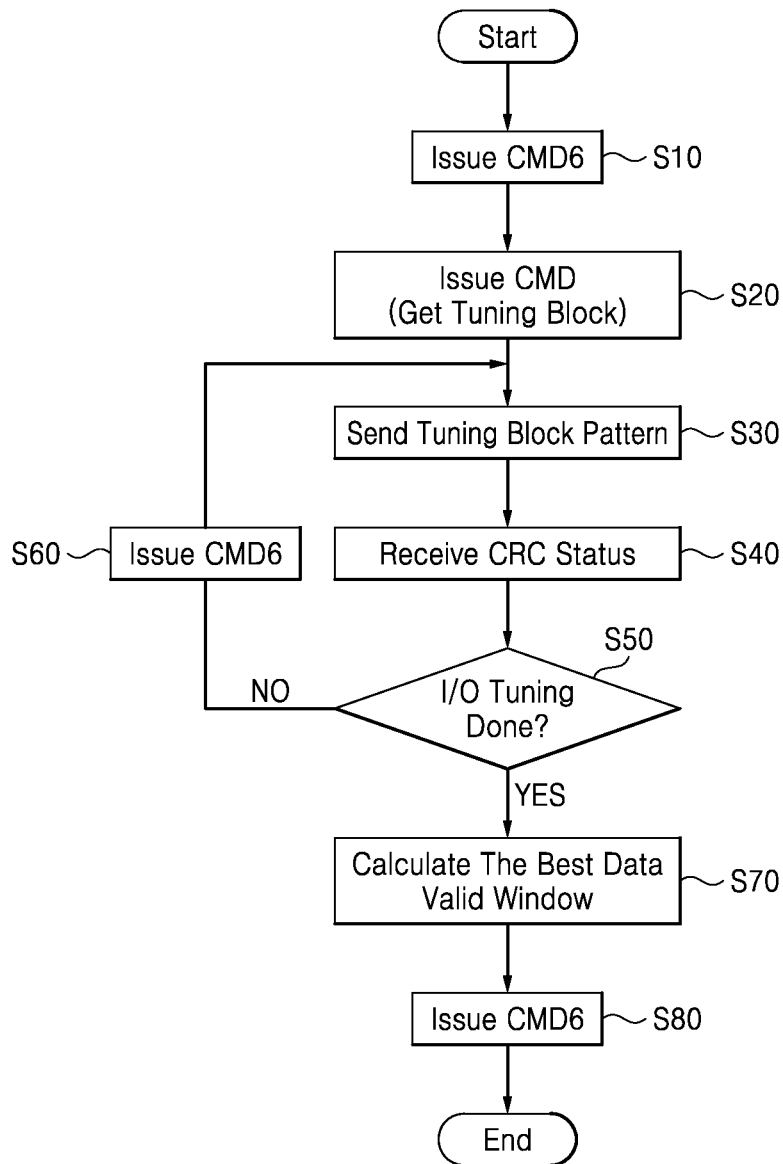 Start
Issue CMD6
S10
Issue CMD
(Get Tuning Block)
S20
Send Tuning Block Pattern
S30
S60
Issue CMD6
Receive CRC Status
S40
S50
NO
I/O Tuning
Done?
YES
Calculate The Best Data
Valid Window
S70
Issue CMD6
S80
End